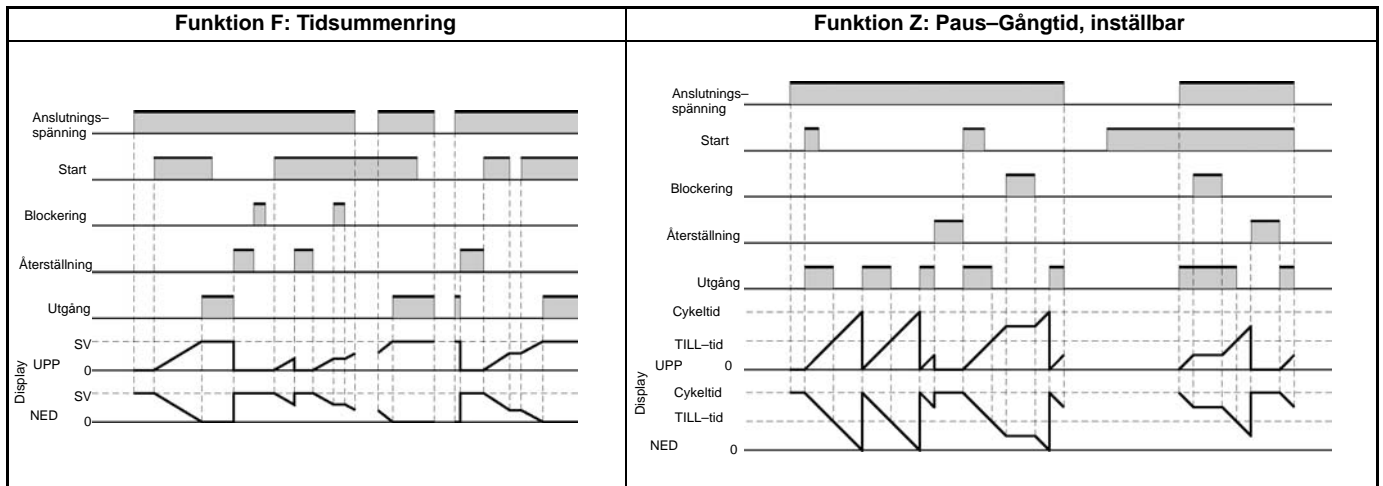 Funktion F: Tidsummenring
Funktion Z: Paus–Gångtid, inställbar
Anslutnings–
spänning
Start
Blockering
Återställning
Utgång
SV
UPP
0
Display
SV
NED
0
Anslutnings–
spänning
Start
Blockering
Återställning
Utgång
Cykeltid
TILL–tid
UPP
0
Display
Cykeltid
TILL–tid
NED
0